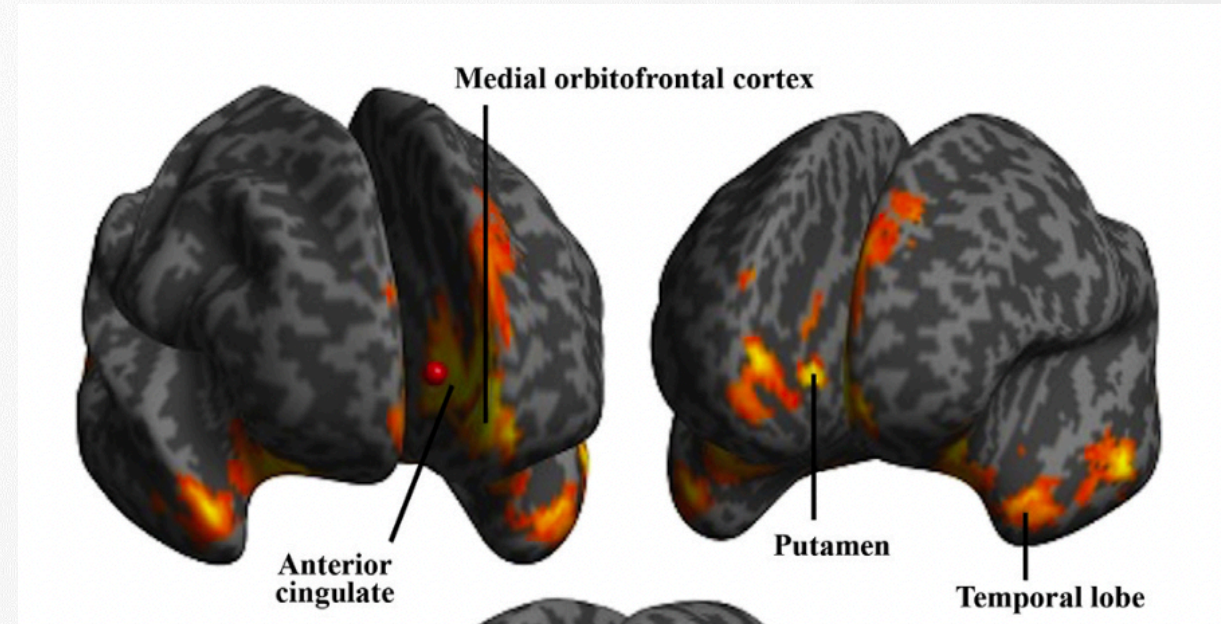 Medial orbitofrontal cortex
Anterior
cingulate
Putamen
Temporal lobe